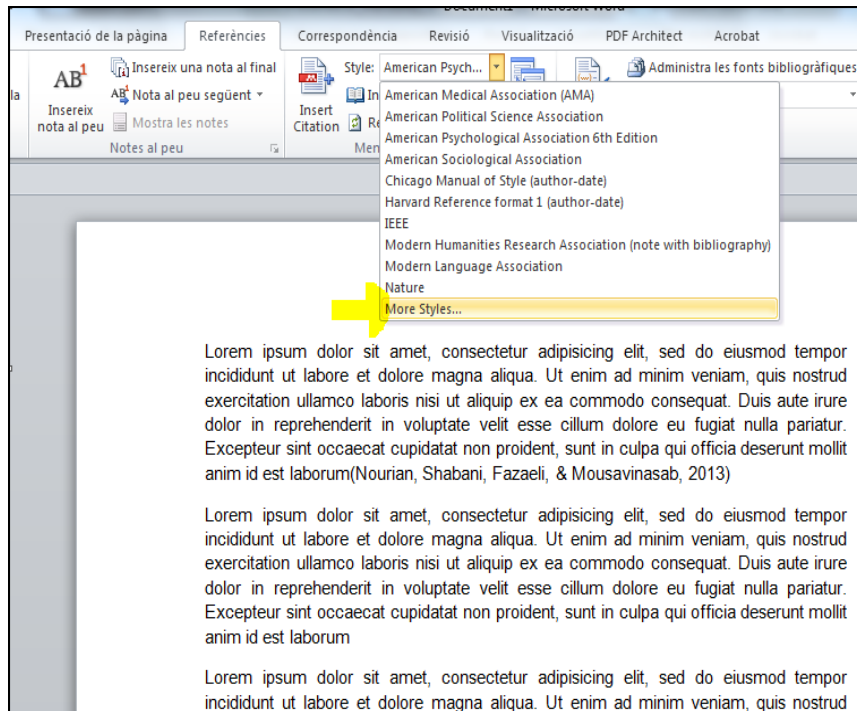 Document1 - Microsoft Word
Presentació de la pàgina Referències Correspondència Revisió Visualització PDF Architect Acrobat
AB1 Insereix una nota al final Style: American Psych... Administra les fonts bibliogràfiques
la Insereix nota al peu AB1 Nota al peu següent Insert Citation In
Mostra les notes Re
Notes al peu Men
American Medical Association (AMA)
American Political Science Association
American Psychological Association 6th Edition
American Sociological Association
Chicago Manual of Style (author-date)
Harvard Reference format 1 (author-date)
IEEE
Modern Humanities Research Association (note with bibliography)
Modern Language Association
Nature
More Styles...
Lorem ipsum dolor sit amet, consectetur adipisicing elit, sed do eiusmod tempor
incididunt ut labore et dolore magna aliqua. Ut enim ad minim veniam, quis nostrud
exercitation ullamco laboris nisi ut aliquip ex ea commodo consequat. Duis aute irure
dolor in reprehenderit in voluptate velit esse cillum dolore eu fugiat nulla pariatur.
Excepteur sint occaecat cupidatat non proident, sunt in culpa qui officia deserunt mollit
anim id est laborum(Nourian, Shabani, Fazaeli, & Mousavinasab, 2013)
Lorem ipsum dolor sit amet, consectetur adipisicing elit, sed do eiusmod tempor
incididunt ut labore et dolore magna aliqua. Ut enim ad minim veniam, quis nostrud
exercitation ullamco laboris nisi ut aliquip ex ea commodo consequat. Duis aute irure
dolor in reprehenderit in voluptate velit esse cillum dolore eu fugiat nulla pariatur.
Excepteur sint occaecat cupidatat non proident, sunt in culpa qui officia deserunt mollit
anim id est laborum
Lorem ipsum dolor sit amet, consectetur adipisicing elit, sed do eiusmod tempor
incididunt ut labore et dolore magna aliqua. Ut enim ad minim veniam, quis nostrud